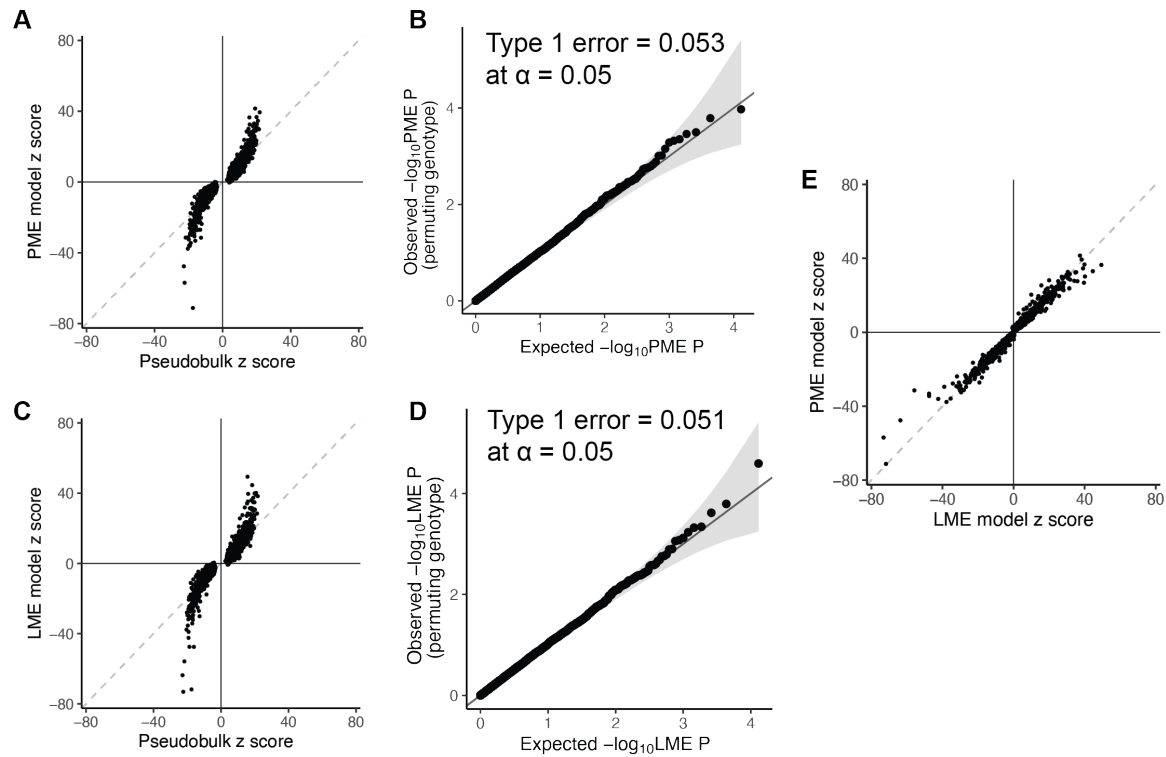 A
80
40
0
−40
−80
PME model z score
−80
−40
0
40
80
Pseudobulk z score
B
Type 1 error = 0.053
at α = 0.05
4
2
0
Observed −log₁₀PME P
(permuting genotype)
0
1
2
3
4
Expected −log₁₀PME P
C
80
40
0
−40
−80
LME model z score
−80
−40
0
40
80
Pseudobulk z score
D
Type 1 error = 0.051
at α = 0.05
4
2
0
Observed −log₁₀LME P
(permuting genotype)
0
1
2
3
4
Expected −log₁₀LME P
E
80
40
0
−40
−80
PME model z score
−80
−40
0
40
80
LME model z score